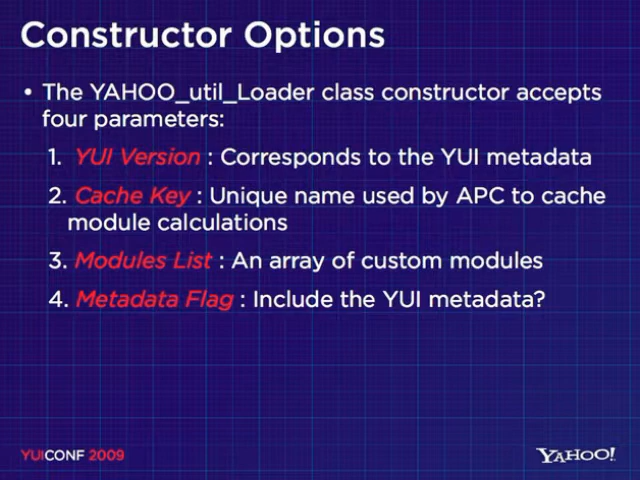 Constructor Options
• The YAHOO_util_Loader class constructor accepts
four parameters:
1. YUI Version : Corresponds to the YUI metadata
2. Cache Key : Unique name used by APC to cache
module calculations
3. Modules List : An array of custom modules
4. Metadata Flag : Include the YUI metadata?
YUICONF 2009
YAHOO!